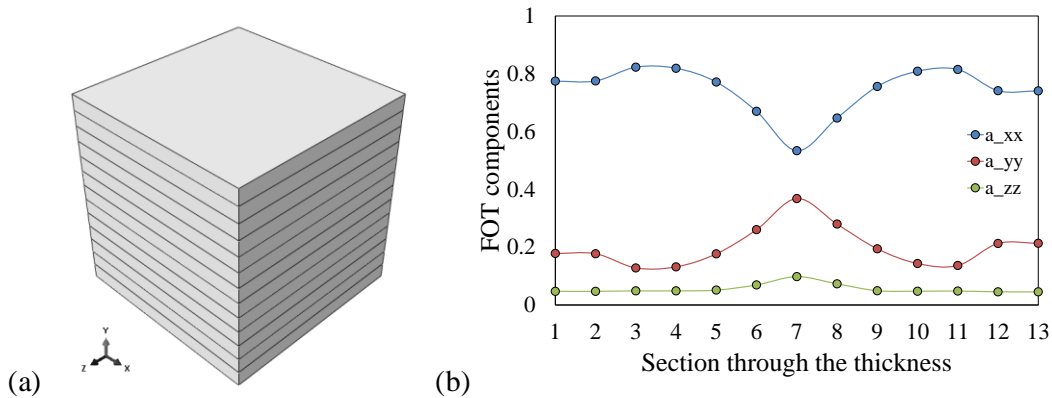 (a)
Y
Z
X
(b)
FOT components
1
0.8
0.6
0.4
0.2
0
a_xx
a_yy
a_zz
1 2 3 4 5 6 7 8 9 10 11 12 13
Section through the thickness